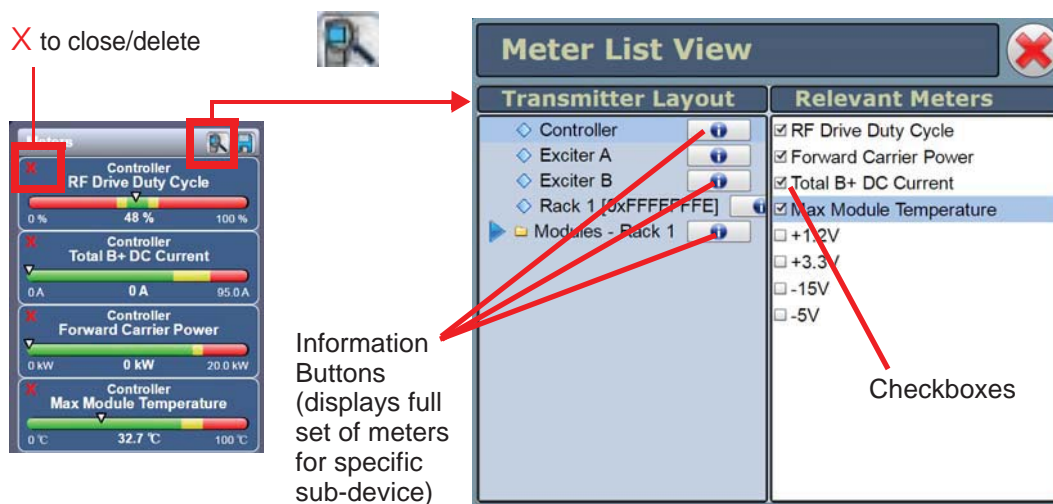 X to close/delete
Meters
Controller
RF Drive Duty Cycle
0 % 48 % 100 %
Controller
Total B+ DC Current
0 A 0 A 95.0 A
Controller
Forward Carrier Power
0 kW 0 kW 20.0 kW
Controller
Max Module Temperature
0 °C 32.7 °C 100 °C
Information
Buttons
(displays full
set of meters
for specific
sub-device)
Meter List View
Transmitter Layout
Controller
Exciter A
Exciter B
Rack 1 [0xFFFEFFFE]
Modules - Rack 1
Relevant Meters
RF Drive Duty Cycle
Forward Carrier Power
Total B+ DC Current
Max Module Temperature
+1.2V
+3.3V
-15V
-5V
Checkboxes